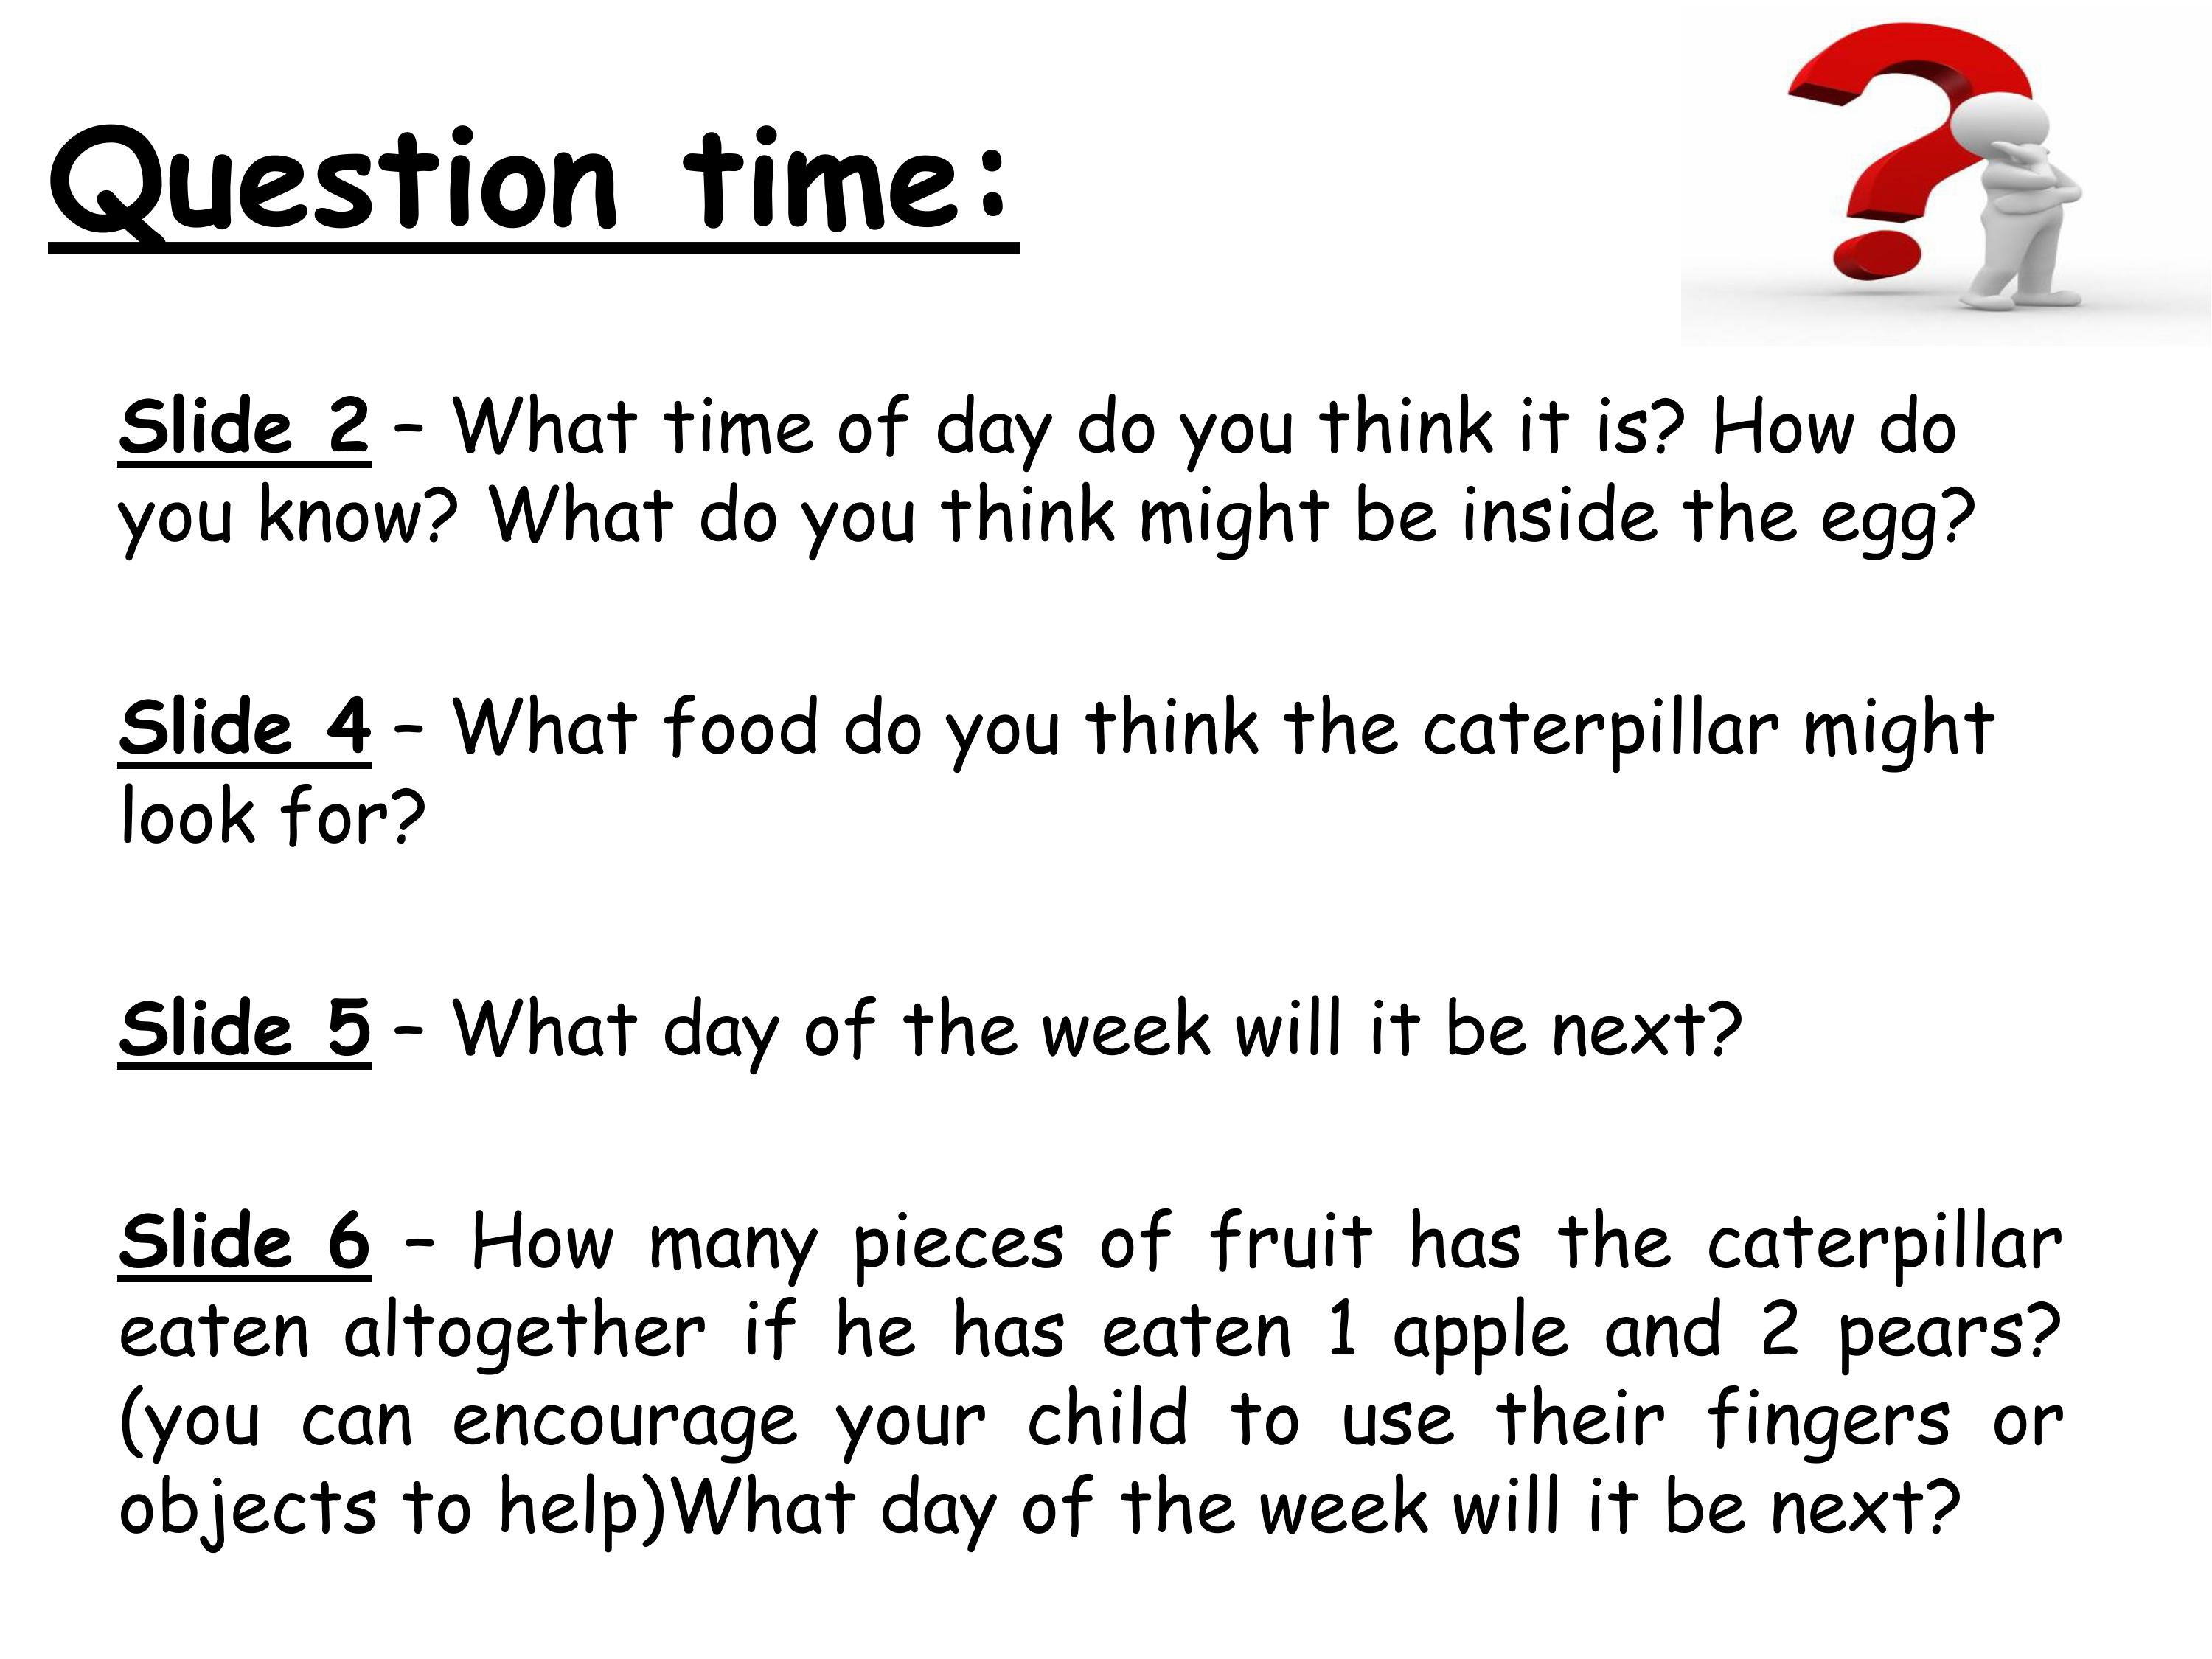 Question time:
Slide 2 – What time of day do you think it is? How do
you know? What do you think might be inside the egg?
Slide 4 – What food do you think the caterpillar might
look for?
Slide 5 – What day of the week will it be next?
Slide 6 – How many pieces of fruit has the caterpillar
eaten altogether if he has eaten 1 apple and 2 pears?
(you can encourage your child to use their fingers or
objects to help)What day of the week will it be next?